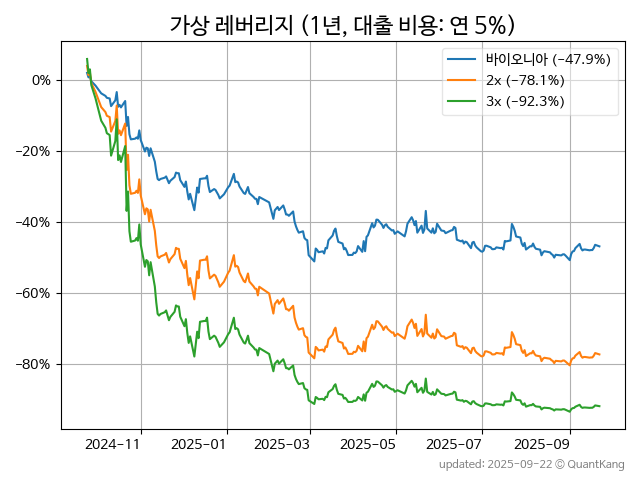 가상 레버리지 (1년, 대출 비용: 연 5%)
바이오니아 (−47.9%)
2x (−78.1%)
3x (−92.3%)
0%
−20%
−40%
−60%
−80%
2024-11
2025-01
2025-03
2025-05
2025-07
2025-09
updated: 2025-09-22 © QuantKang